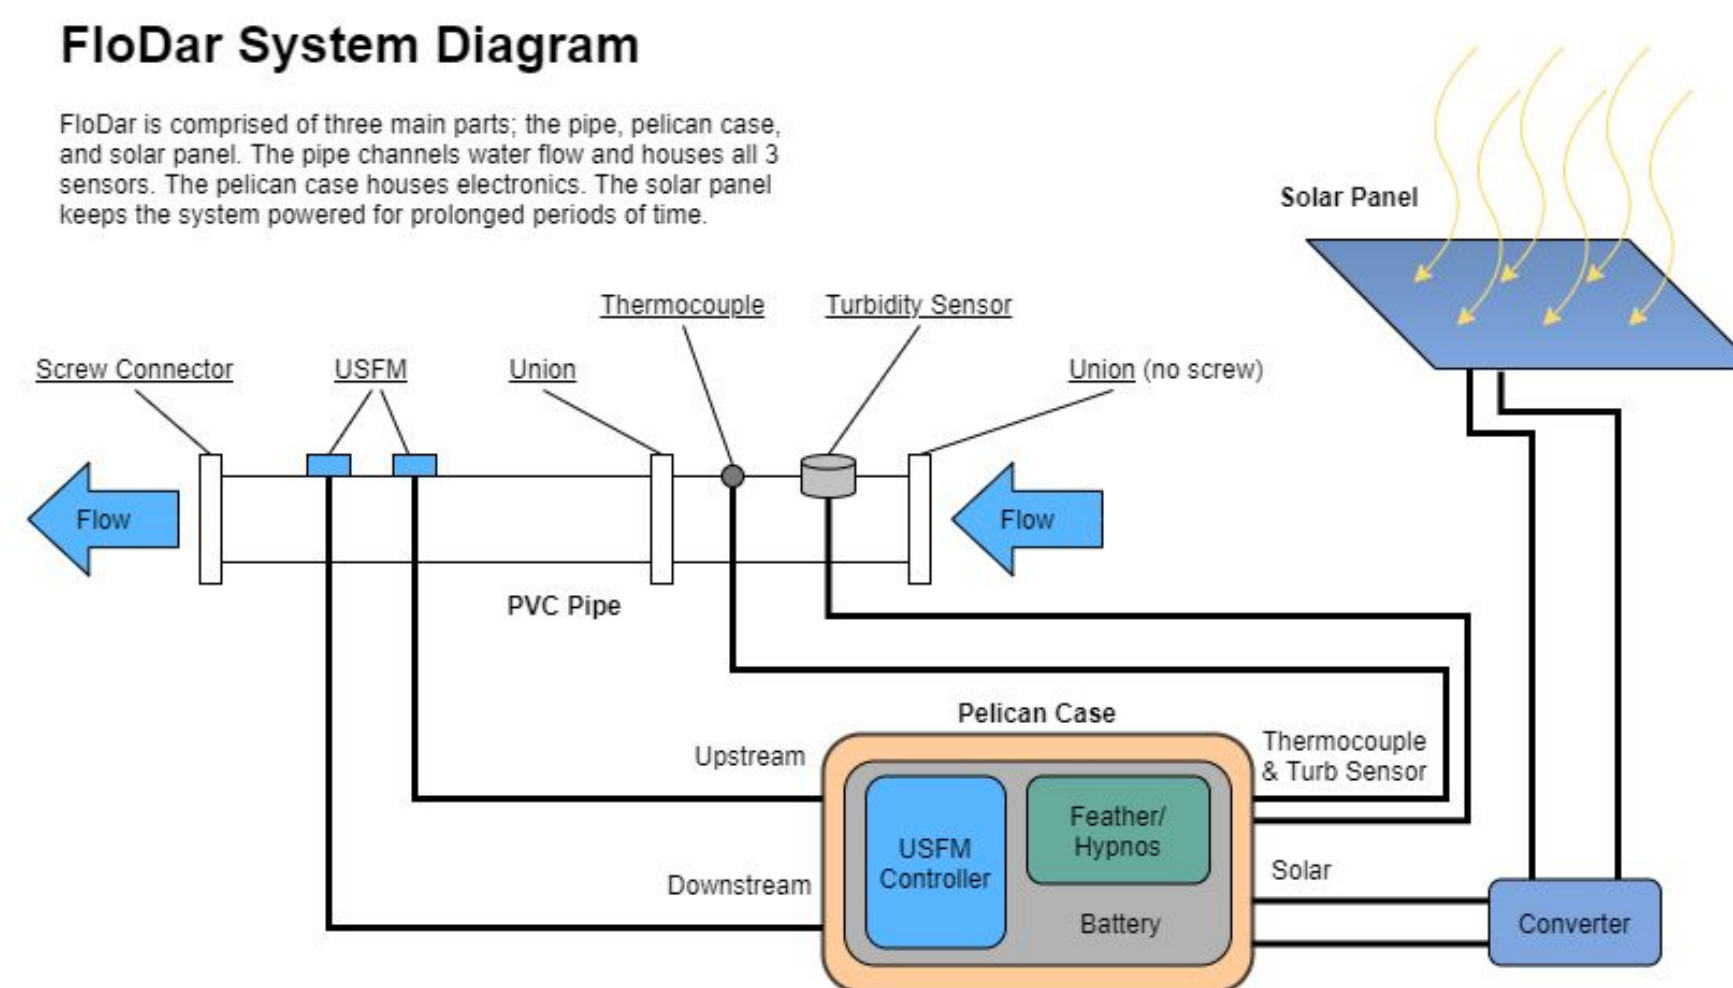 FloDar System Diagram
FloDar is comprised of three main parts; the pipe, pelican case,
and solar panel. The pipe channels water flow and houses all 3
sensors. The pelican case houses electronics. The solar panel
keeps the system powered for prolonged periods of time.
Solar Panel
Thermocouple
Turbidity Sensor
Screw Connector
USFM
Union
Union (no screw)
Flow
Flow
PVC Pipe
Pelican Case
Upstream
Thermocouple
& Turb Sensor
Feather/
Hypnos
USFM
Controller
Downstream
Solar
Battery
Converter